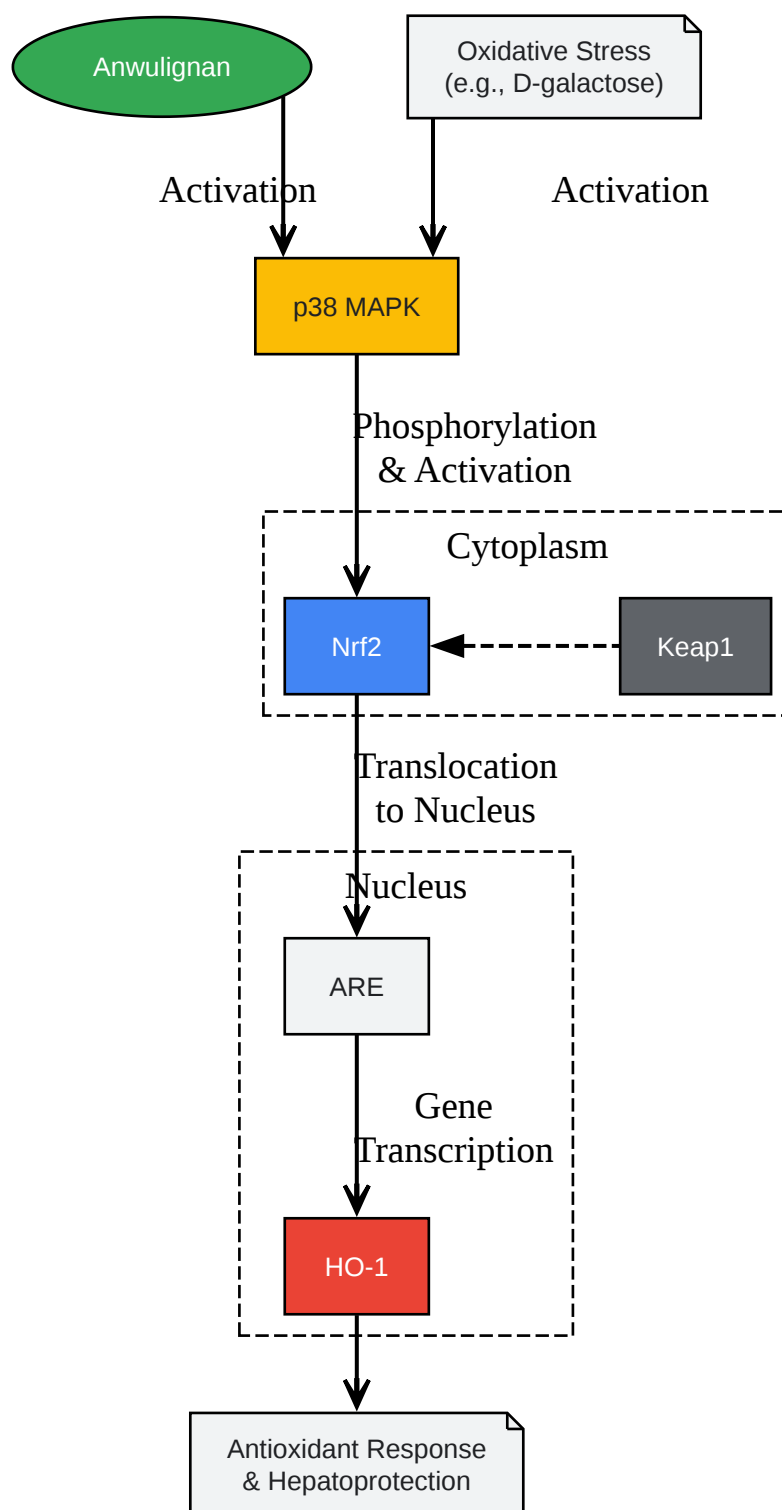 Anwulignan
Oxidative Stress
(e.g., D-galactose)
Activation
Activation
p38 MAPK
Phosphorylation
& Activation
Cytoplasm
Nrf2
Keap1
Translocation
to Nucleus
Nucleus
ARE
Gene
Transcription
HO-1
Antioxidant Response
& Hepatoprotection